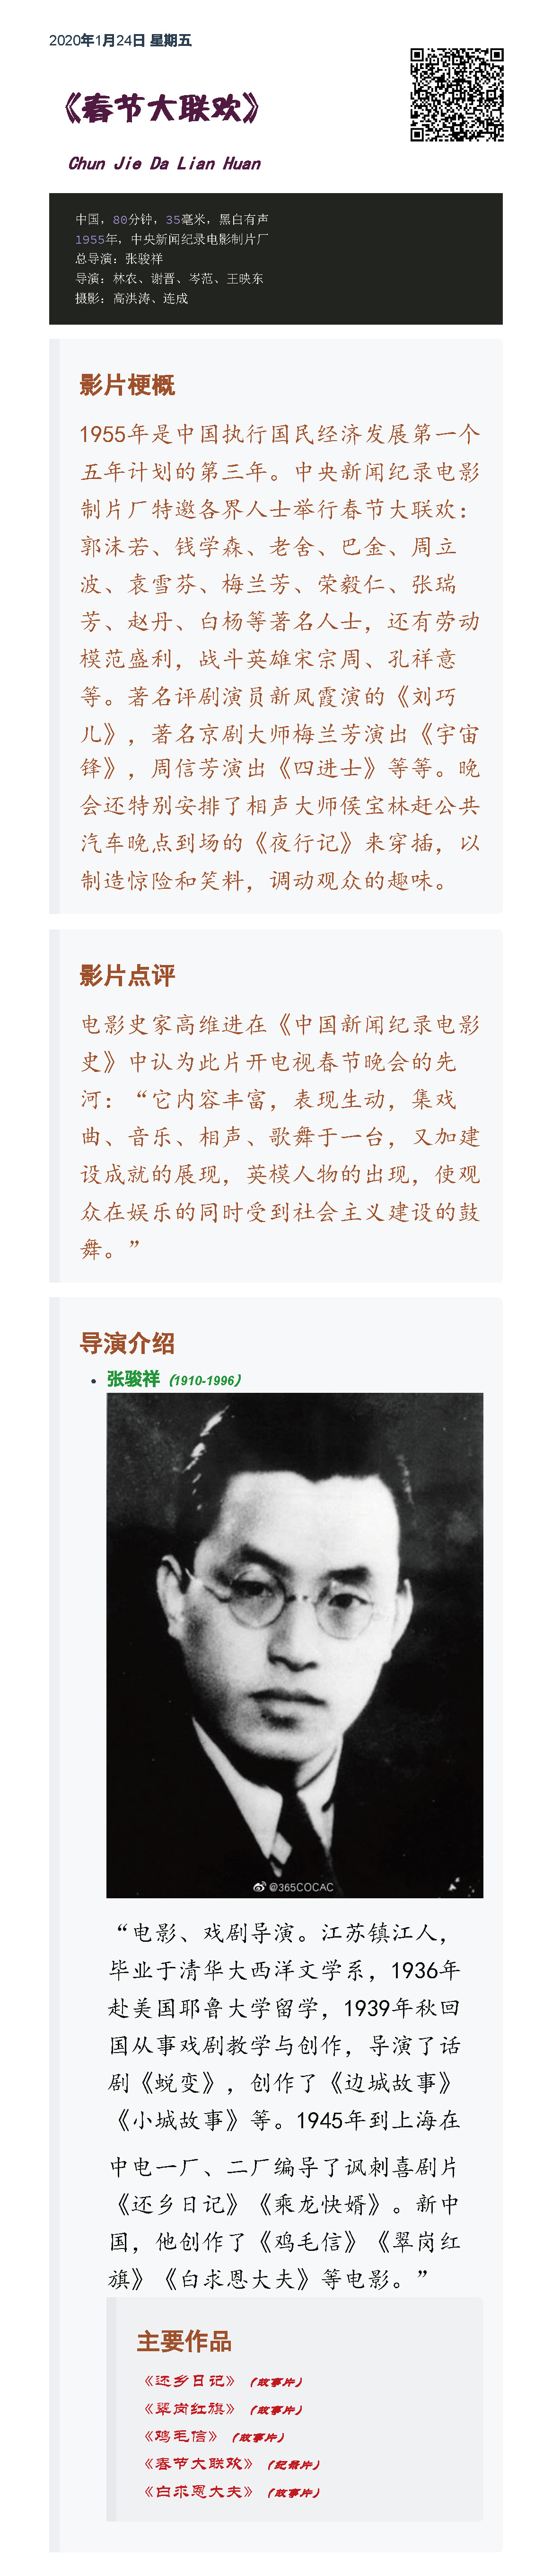 2020年1月24日 星期五
《春节大联欢》
Chun Jie Da Lian Huan
中国，80分钟，35毫米，黑白有声
1955年，中央新闻纪录电影制片厂
总导演：张骏祥
导演：林农、谢晋、岑范、王映东
摄影：高洪涛、连成
影片梗概
1955年是中国执行国民经济发展第一个
五年计划的第三年。中央新闻纪录电影
制片厂特邀各界人士举行春节大联欢：
郭沫若、钱学森、老舍、巴金、周立
波、袁雪芬、梅兰芳、荣毅仁、张瑞
芳、赵丹、白杨等著名人士，还有劳动
模范盛利，战斗英雄宋宗周、孔祥意
等。著名评剧演员新凤霞演的《刘巧
儿》，著名京剧大师梅兰芳演出《宇宙
锋》，周信芳演出《四进士》等等。晚
会还特别安排了相声大师侯宝林赶公共
汽车晚点到场的《夜行记》来穿插，以
制造惊险和笑料，调动观众的趣味。
影片点评
电影史家高维进在《中国新闻纪录电影
史》中认为此片开电视春节晚会的先
河：“它内容丰富，表现生动，集戏
曲、音乐、相声、歌舞于一台，又加建
设成就的展现，英模人物的出现，使观
众在娱乐的同时受到社会主义建设的鼓
舞。”
导演介绍
张骏祥（1910-1996）
@365COCAC
“电影、戏剧导演。江苏镇江人，
毕业于清华大西洋文学系，1936年
赴美国耶鲁大学留学，1939年秋回
国从事戏剧教学与创作，导演了话
剧《蜕变》，创作了《边城故事》
《小城故事》等。1945年到上海在
中电一厂、二厂编导了讽刺喜剧片
《还乡日记》《乘龙快婿》。新中
国，他创作了《鸡毛信》《翠岗红
旗》《白求恩大夫》等电影。”
主要作品
《还乡日记》（故事片）
《翠岗红旗》（故事片）
《鸡毛信》（故事片）
《春节大联欢》（纪录片）
《白求恩大夫》（故事片）